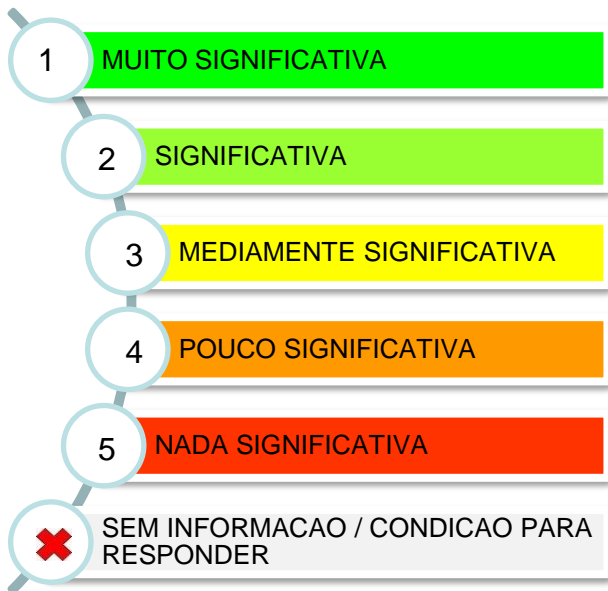 1 MUITO SIGNIFICATIVA
2 SIGNIFICATIVA
3 MEDIAMENTE SIGNIFICATIVA
4 POUCO SIGNIFICATIVA
5 NADA SIGNIFICATIVA
SEM INFORMACAO / CONDICAO PARA
RESPONDER